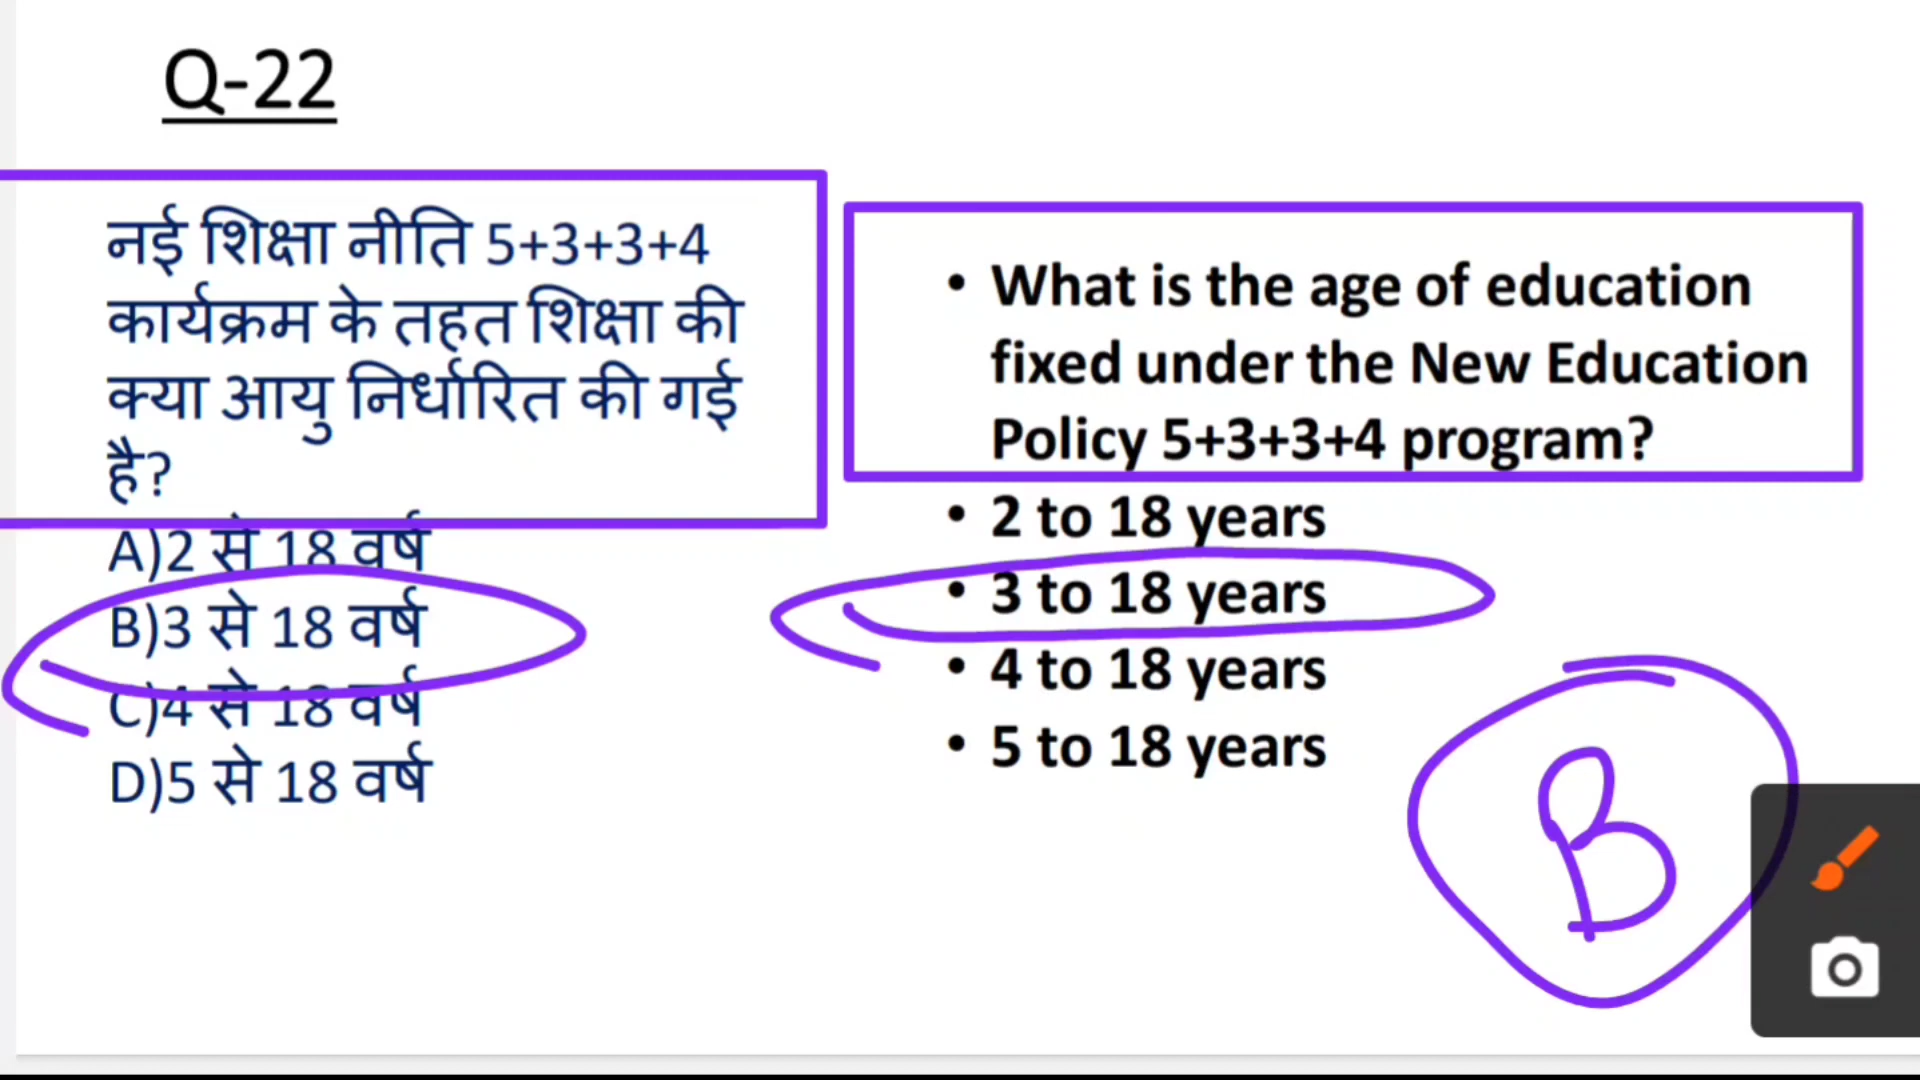 Q-22
नई शिक्षा नीति 5+3+3+4
कार्यक्रम के तहत शिक्षा की
क्या आयु निर्धारित की गई
है?
A)2 से 18 वर्ष
B)3 से 18 वर्ष
C)4 से 18 वर्ष
D)5 से 18 वर्ष
• What is the age of education
fixed under the New Education
Policy 5+3+3+4 program?
• 2 to 18 years
• 3 to 18 years
• 4 to 18 years
• 5 to 18 years
B